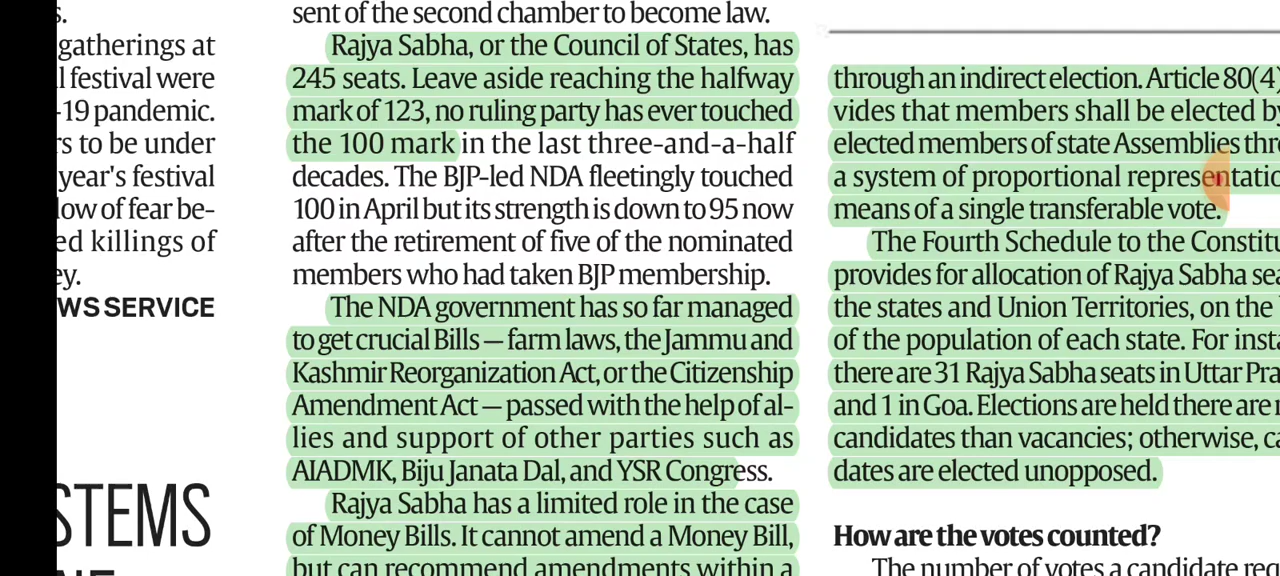 s.
gatherings at
l festival were
-19 pandemic.
rs to be under
year's festival
low of fear be-
ed killings of
ey.
WS SERVICE
STEMS
sent of the second chamber to become law.
Rajya Sabha, or the Council of States, has
245 seats. Leave aside reaching the halfway
mark of 123, no ruling party has ever touched
the 100 mark in the last three-and-a-half
decades. The BJP-led NDA fleetingly touched
100 in April but its strength is down to 95 now
after the retirement of five of the nominated
members who had taken BJP membership.
The NDA government has so far managed
to get crucial Bills — farm laws, the Jammu and
Kashmir Reorganization Act, or the Citizenship
Amendment Act — passed with the help of al-
lies and support of other parties such as
AIADMK, Biju Janata Dal, and YSR Congress.
Rajya Sabha has a limited role in the case
of Money Bills. It cannot amend a Money Bill,
but can recommend amendments within a
through an indirect election. Article 80(4)
vides that members shall be elected by
elected members of state Assemblies thr
a system of proportional representatio
means of a single transferable vote.
The Fourth Schedule to the Constitu
provides for allocation of Rajya Sabha sea
the states and Union Territories, on the
of the population of each state. For insta
there are 31 Rajya Sabha seats in Uttar Pra
and 1 in Goa. Elections are held there are
candidates than vacancies; otherwise, ca
dates are elected unopposed.
How are the votes counted?
The number of votes a candidate req